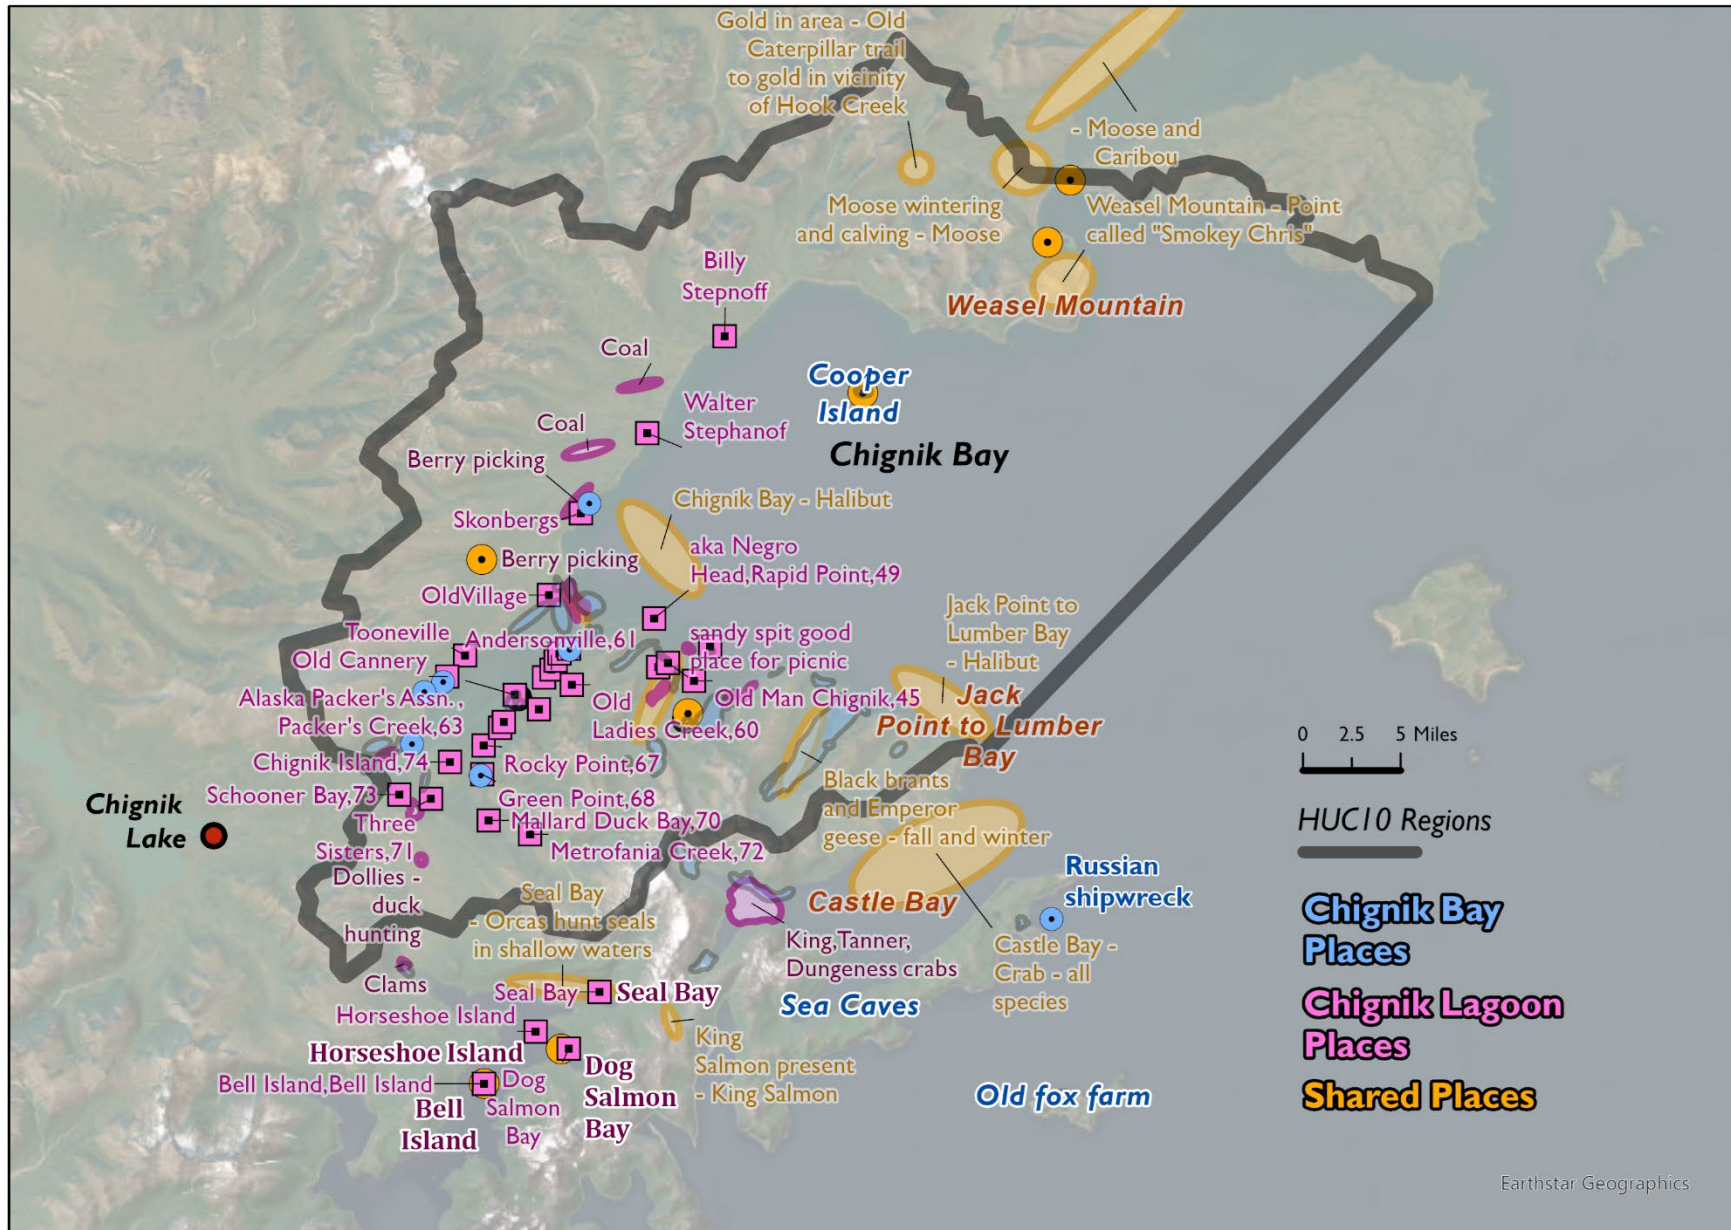 Gold in area - Old
Caterpillar trail
to gold in vicinity
of Hook Creek
- Moose and
Caribou
Moose wintering
and calving - Moose
Weasel Mountain - Point
called "Smokey Chris"
Weasel Mountain
Billy
Stepnoff
Coal
Cooper
Island
Walter
Stephanof
Coal
Chignik Bay
Berry picking
Chignik Bay - Halibut
Skonbergs
aka Negro
Head,Rapid Point,49
Berry picking
OldVillage
Jack Point to
Lumber Bay
- Halibut
Tooneville
Andersonville,61
sandy spit good
place for picnic
Old Cannery
Alaska Packer's Assn.,
Packer's Creek,63
Old
Ladies Creek,60
Old Man Chignik,45
Jack
Point to Lumber
Bay
Chignik Island,74
Rocky Point,67
Schooner Bay,73
Green Point,68
Black brants
and Emperor
geese - fall and winter
Chignik
Lake
Three
Sisters,71
Mallard Duck Bay,70
Metrofania Creek,72
Dollies -
duck
hunting
Seal Bay
- Orcas hunt seals
in shallow waters
Castle Bay
Russian
shipwreck
King,Tanner,
Dungeness crabs
Castle Bay -
Crab - all
species
Clams
Seal Bay
Seal Bay
Sea Caves
Horseshoe Island
Horseshoe Island
King
Salmon present
- King Salmon
Bell Island,Bell Island
Bell
Island
Dog
Salmon
Bay
Dog
Salmon
Bay
Old fox farm
0 2.5 5 Miles
HUC10 Regions
Chignik Bay
Places
Chignik Lagoon
Places
Shared Places
Earthstar Geographics